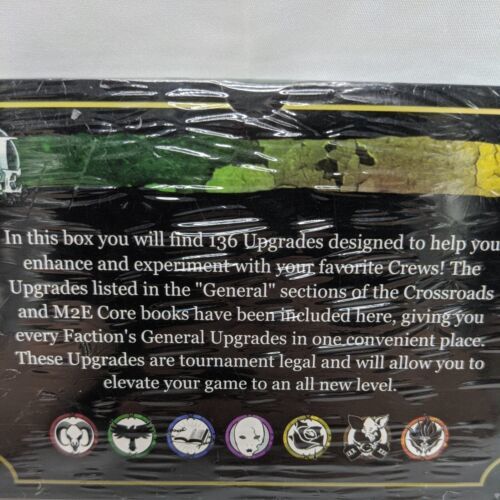 In this box you will find 136 Upgrades designed to help you
enhance and experiment with your favorite Crews! The
Upgrades listed in the "General" sections of the Crossroads
and M2E Core books have been included here, giving you
every Faction's General Upgrades in one convenient place.
These Upgrades are tournament legal and will allow you to
elevate your game to an all new level.